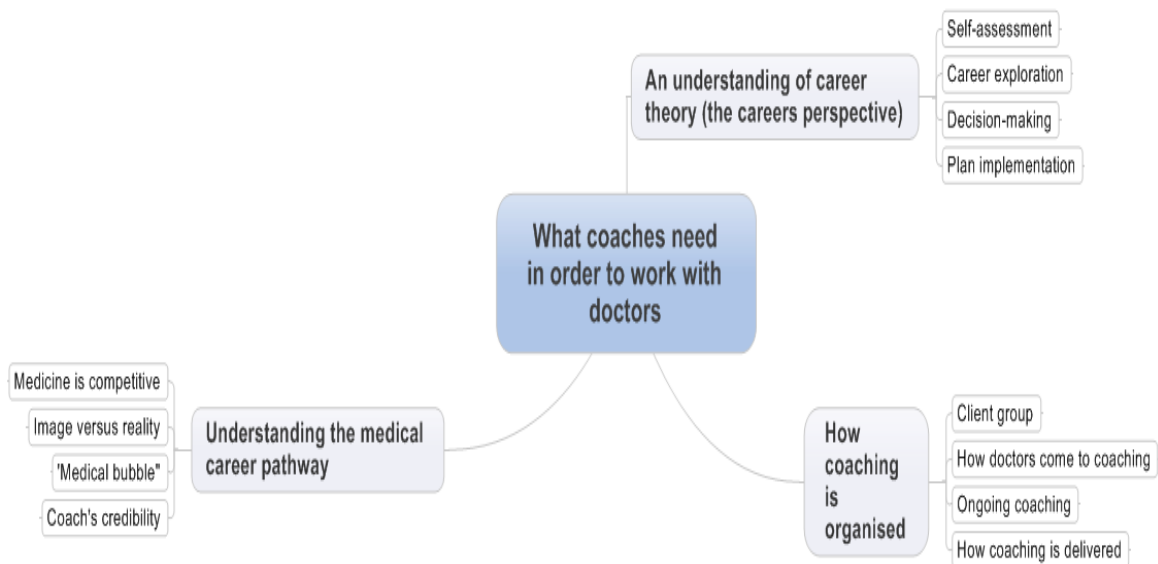 An understanding of career
theory (the careers perspective)
Self-assessment
Career exploration
Decision-making
Plan implementation
What coaches need
in order to work with
doctors
Medicine is competitive
Image versus reality
'Medical bubble"
Coach's credibility
Understanding the medical
career pathway
How
coaching
is
organised
Client group
How doctors come to coaching
Ongoing coaching
How coaching is delivered